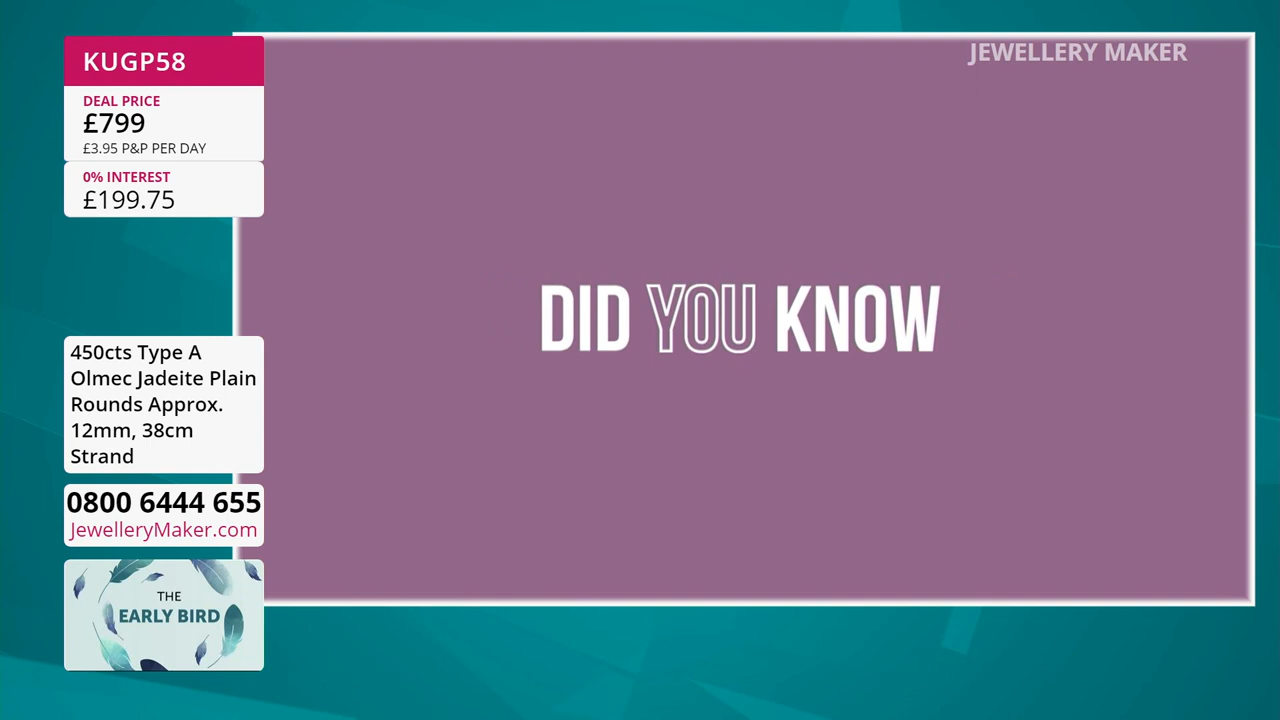 KUGP58
DEAL PRICE
£799
£3.95 P&P PER DAY
0% INTEREST
£199.75
450cts Type A
Olmec Jadeite Plain
Rounds Approx.
12mm, 38cm
Strand
0800 6444 655
JewelleryMaker.com
THE
EARLY BIRD
JEWELLERY MAKER
DID YOU KNOW